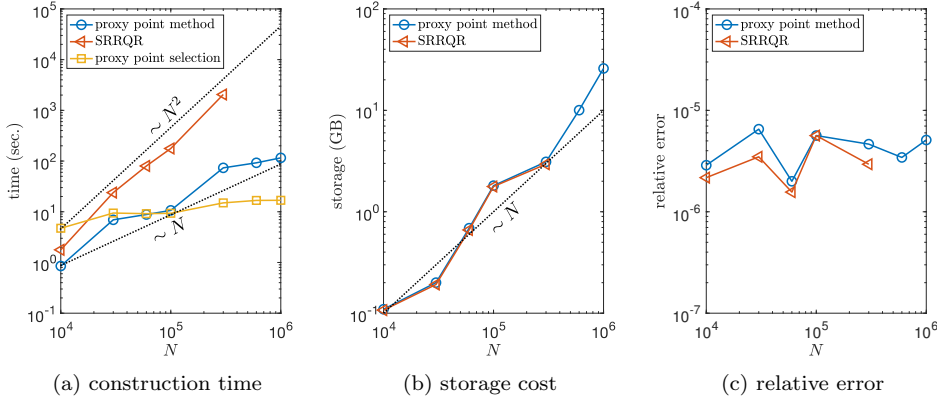 proxy point method
SRRQR
proxy point selection
10^5
10^4
10^3
10^2
10^1
10^0
10^-1
time (sec.)
∼ N^2
∼ N
10^4
10^5
10^6
N
(a) construction time
proxy point method
SRRQR
10^2
10^1
10^0
10^-1
storage (GB)
∼ N
10^4
10^5
10^6
N
(b) storage cost
proxy point method
SRRQR
10^-4
10^-5
10^-6
10^-7
relative error
10^4
10^5
10^6
N
(c) relative error